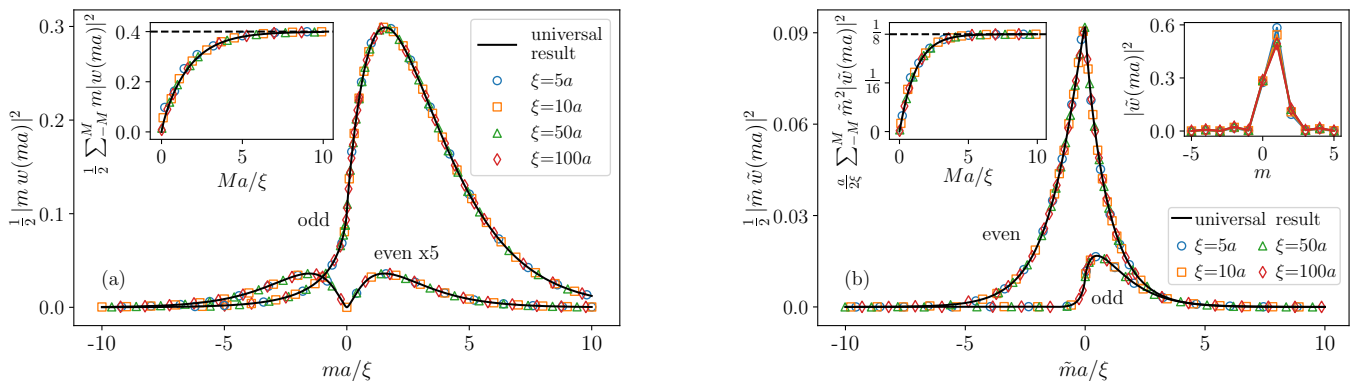 0.3
0.2
0.1
0.0
½|m w(ma)|²
-10 -5 0 5 10
ma/ξ
(a)
odd
even x5
0.4
0.2
0.0
½ ∑_{-M}^{M} m|w(ma)|²
0 5 10
Ma/ξ
universal
result
ξ=5a
ξ=10a
ξ=50a
ξ=100a
0.09
0.06
0.03
0.00
½|m̃ w̃(ma)|²
-10 -5 0 5 10
m̃a/ξ
(b)
even
odd
1/8
1/16
0
a/2ξ ∑_{-M}^{M} m̃²|w̃(ma)|²
0 5 10
Ma/ξ
0.6
0.3
0.0
|w̃(ma)|²
-5 0 5
m
universal result
ξ=5a ξ=50a
ξ=10a ξ=100a